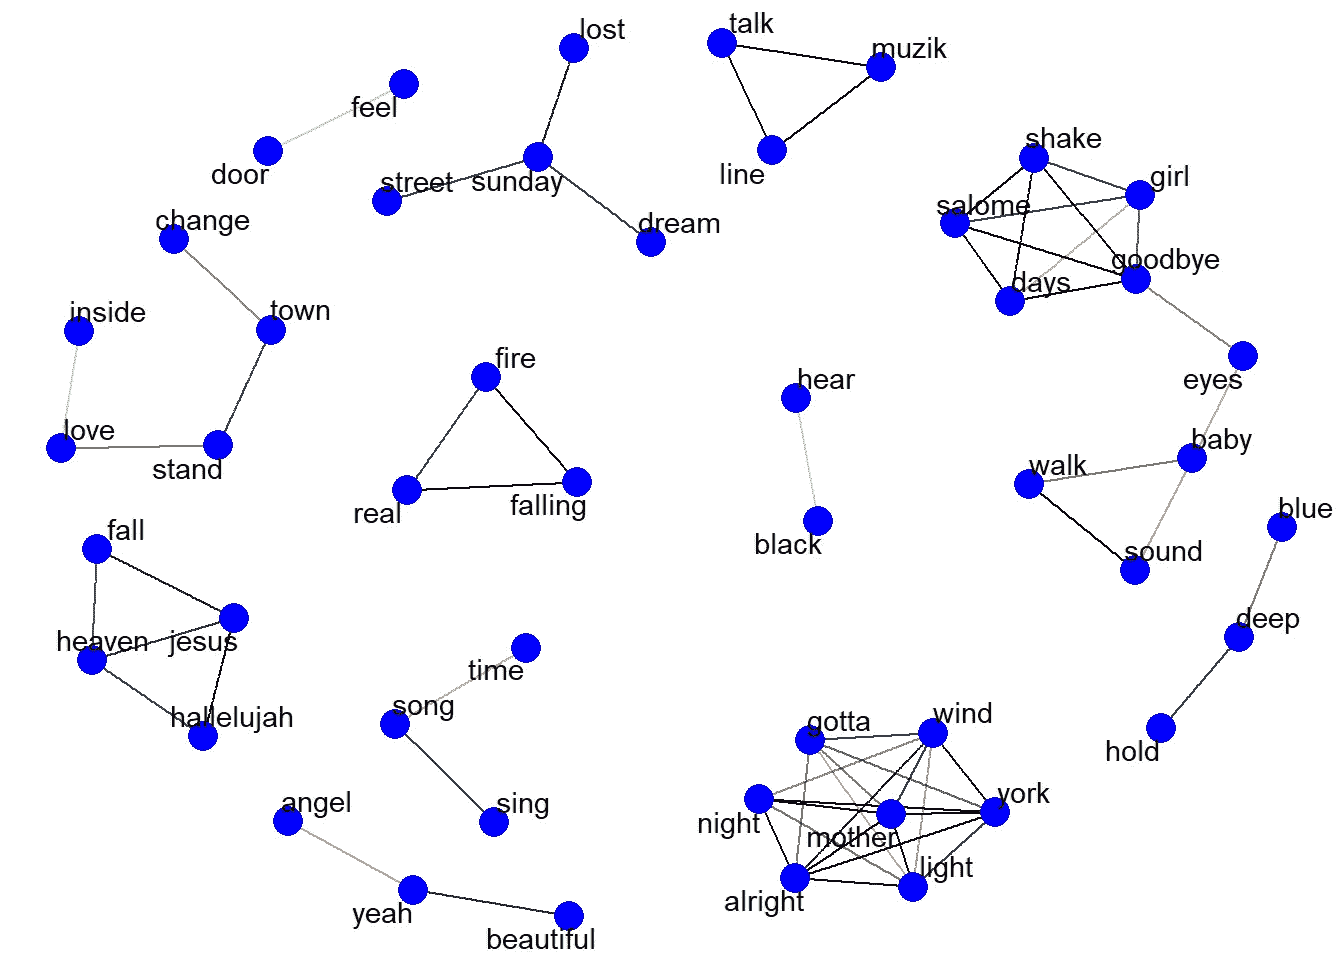 lost
talk
muzik
feel
shake
door
street
sunday
line
girl
salome
change
dream
goodbye
days
inside
town
fire
hear
eyes
love
stand
baby
walk
real
falling
blue
fall
black
sound
heaven
jesus
time
deep
hallelujah
song
gotta
wind
hold
angel
sing
york
night
mother
light
alright
yeah
beautiful